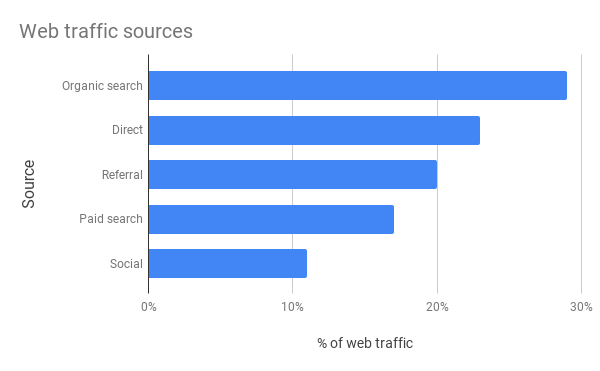 Web traffic sources
Source
Organic search
Direct
Referral
Paid search
Social
0% 10% 20% 30%
% of web traffic